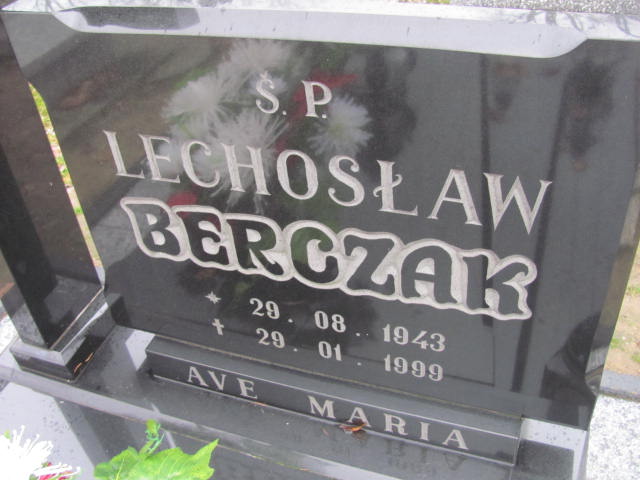 Ś. P.
LECHOSŁAW
BERCZAK
* 29 . 08 . 1943
✝ 29 . 01 . 1999
AVE MARIA